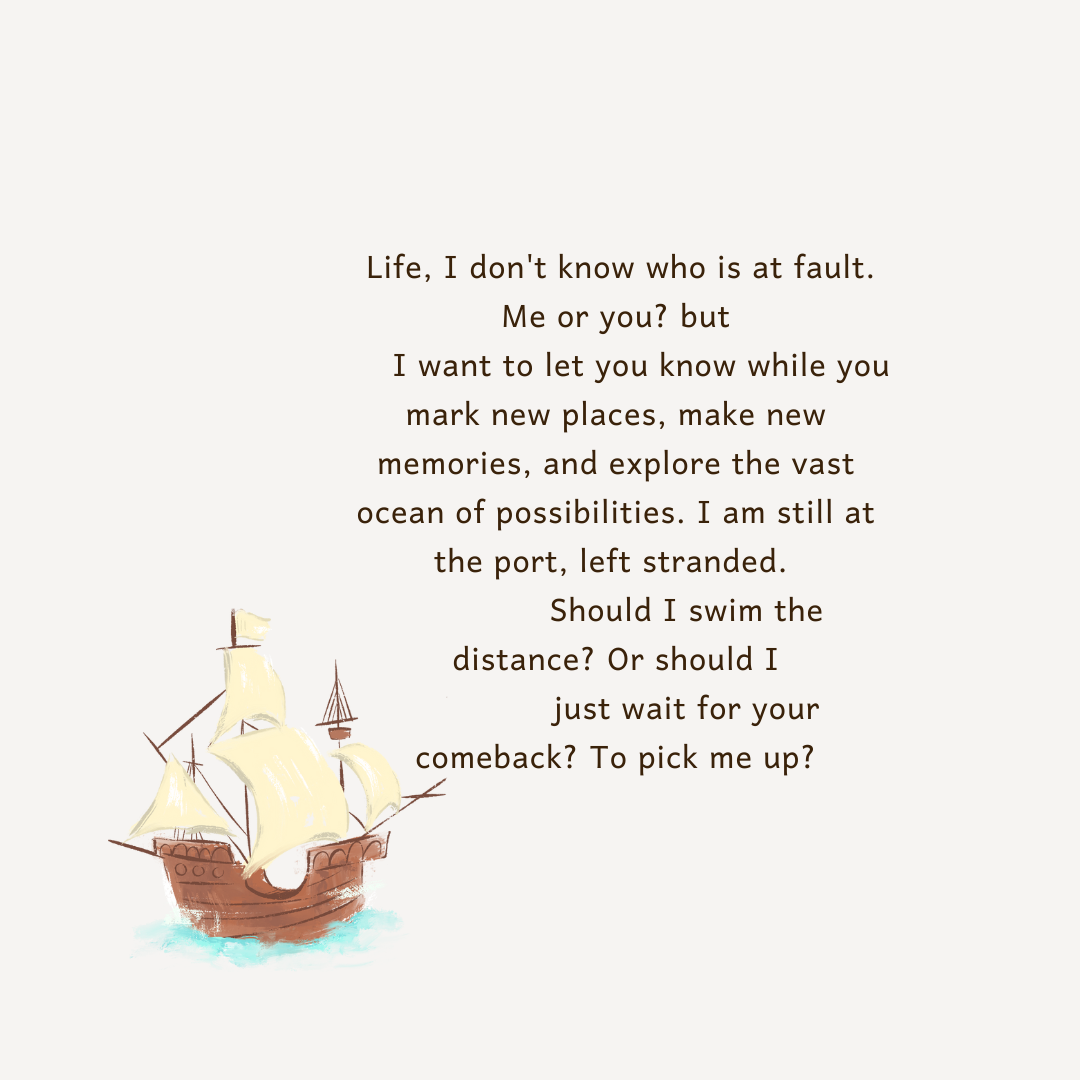 Life, I don't know who is at fault.
Me or you? but
I want to let you know while you
mark new places, make new
memories, and explore the vast
ocean of possibilities. I am still at
the port, left stranded.
Should I swim the
distance? Or should I
just wait for your
comeback? To pick me up?